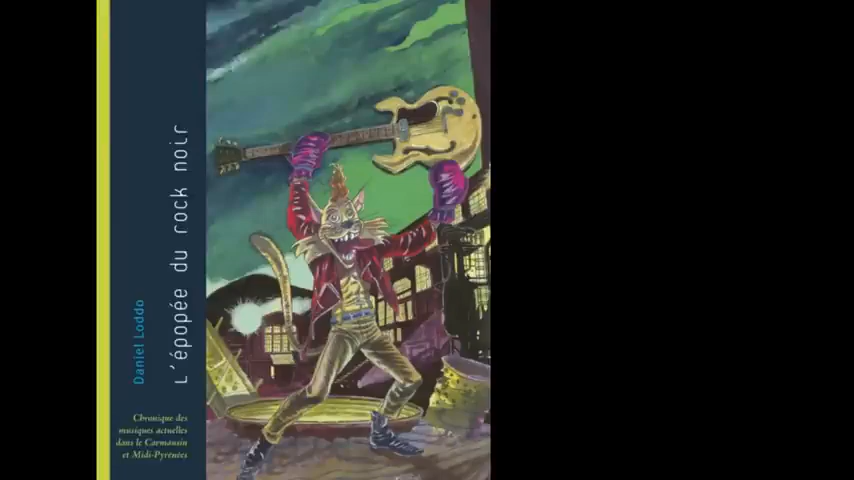 L'épopée du rock noir
Daniel Loddo
Chronique des
musiques actuelles
dans le Carmausin
et Midi-Pyrénées